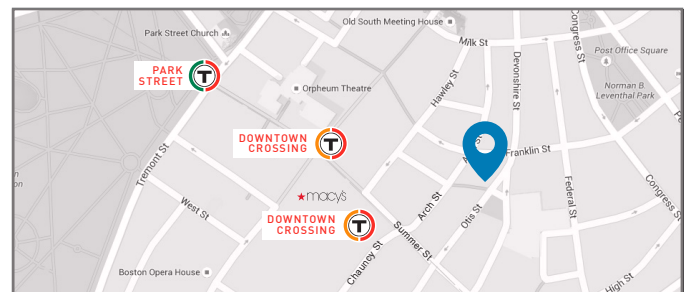 Old South Meeting House
Park Street Church
Milk St
Congress St
Post Office Square
PARK
STREET
T
Orpheum Theatre
Hawley St
Devonshire St
Norman B.
Leventhal Park
DOWNTOWN
CROSSING
T
Franklin St
Tremont St
macy's
West St
Arch St
Otis St
Federal St
Congress St
DOWNTOWN
CROSSING
T
Summer St
Chauncy St
Boston Opera House
High St